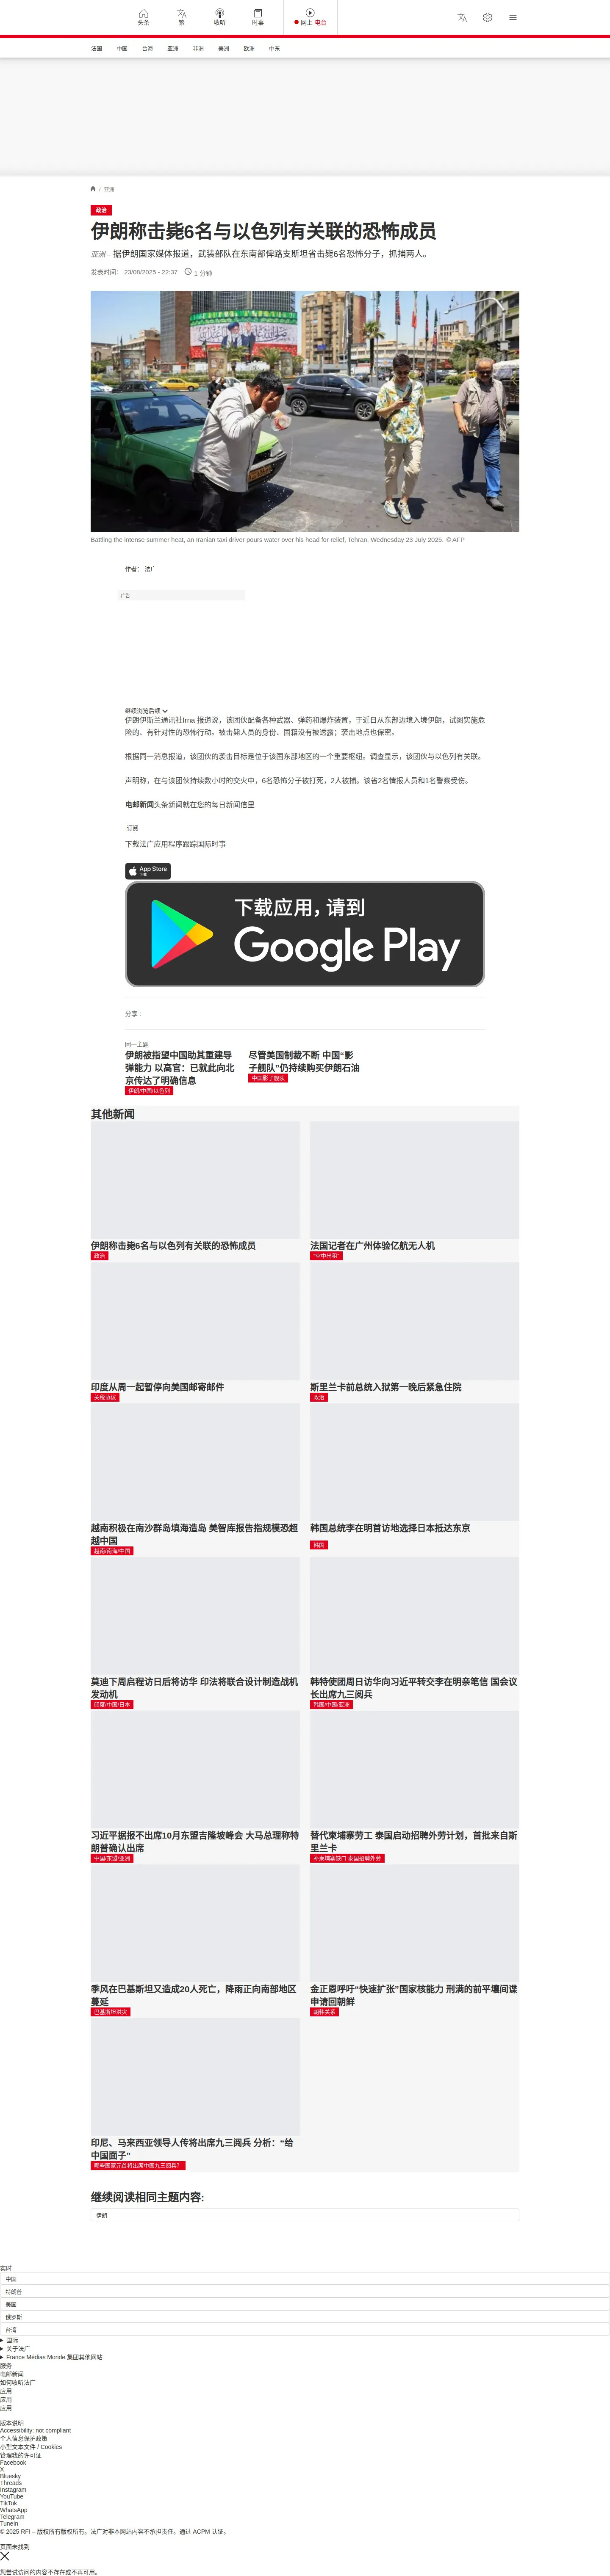 头条
繁
收听
时事
网上 电台
法国
中国
台海
亚洲
非洲
美洲
欧洲
中东
/ 亚洲
政治
伊朗称击毙6名与以色列有关联的恐怖成员
亚洲 – 据伊朗国家媒体报道，武装部队在东南部俾路支斯坦省击毙6名恐怖分子，抓捕两人。
发表时间： 23/08/2025 - 22:37
1 分钟
Battling the intense summer heat, an Iranian taxi driver pours water over his head for relief, Tehran, Wednesday 23 July 2025. © AFP
作者： 法广
广告
继续浏览后续
伊朗伊斯兰通讯社Irna 报道说，该团伙配备各种武器、弹药和爆炸装置，于近日从东部边境入境伊朗，试图实施危
险的、有针对性的恐怖行动。被击毙人员的身份、国籍没有被透露；袭击地点也保密。
根据同一消息报道，该团伙的袭击目标是位于该国东部地区的一个重要枢纽。调查显示，该团伙与以色列有关联。
声明称，在与该团伙持续数小时的交火中，6名恐怖分子被打死，2人被捕。该省2名情报人员和1名警察受伤。
电邮新闻头条新闻就在您的每日新闻信里
订阅
下载法广应用程序跟踪国际时事
App Store
下载
下载应用，请到
Google Play
分享 :
同一主题
伊朗被指望中国助其重建导
弹能力 以高官：已就此向北
京传达了明确信息
伊朗/中国/以色列
尽管美国制裁不断 中国“影
子舰队”仍持续购买伊朗石油
中国影子舰队
其他新闻
伊朗称击毙6名与以色列有关联的恐怖成员
政治
法国记者在广州体验亿航无人机
“空中出租”
印度从周一起暂停向美国邮寄邮件
关税协议
斯里兰卡前总统入狱第一晚后紧急住院
政治
越南积极在南沙群岛填海造岛 美智库报告指规模恐超
越中国
越南/南海/中国
韩国总统李在明首访地选择日本抵达东京
韩国
莫迪下周启程访日后将访华 印法将联合设计制造战机
发动机
印度/中国/日本
韩特使团周日访华向习近平转交李在明亲笔信 国会议
长出席九三阅兵
韩国/中国/亚洲
习近平据报不出席10月东盟吉隆坡峰会 大马总理称特
朗普确认出席
中国/东盟/亚洲
替代柬埔寨劳工 泰国启动招聘外劳计划，首批来自斯
里兰卡
补柬埔寨缺口 泰国招聘外劳
季风在巴基斯坦又造成20人死亡，降雨正向南部地区
蔓延
巴基斯坦洪灾
金正恩呼吁“快速扩张”国家核能力 刑满的前平壤间谍
申请回朝鲜
朝韩关系
印尼、马来西亚领导人传将出席九三阅兵 分析：“给
中国面子”
哪些国家元首将出席中国九三阅兵？
继续阅读相同主题内容:
伊朗
实时
中国
特朗普
美国
俄罗斯
台湾
国际
关于法广
France Médias Monde 集团其他网站
服务
电邮新闻
如何收听法广
应用
应用
应用
版本说明
Accessibility: not compliant
个人信息保护政策
小型文本文件 / Cookies
管理我的许可证
Facebook
X
Bluesky
Threads
Instagram
YouTube
TikTok
WhatsApp
Telegram
TuneIn
© 2025 RFI – 版权所有版权所有。法广对非本网站内容不承担责任。通过 ACPM 认证。
页面未找到
您尝试访问的内容不存在或不再可用。